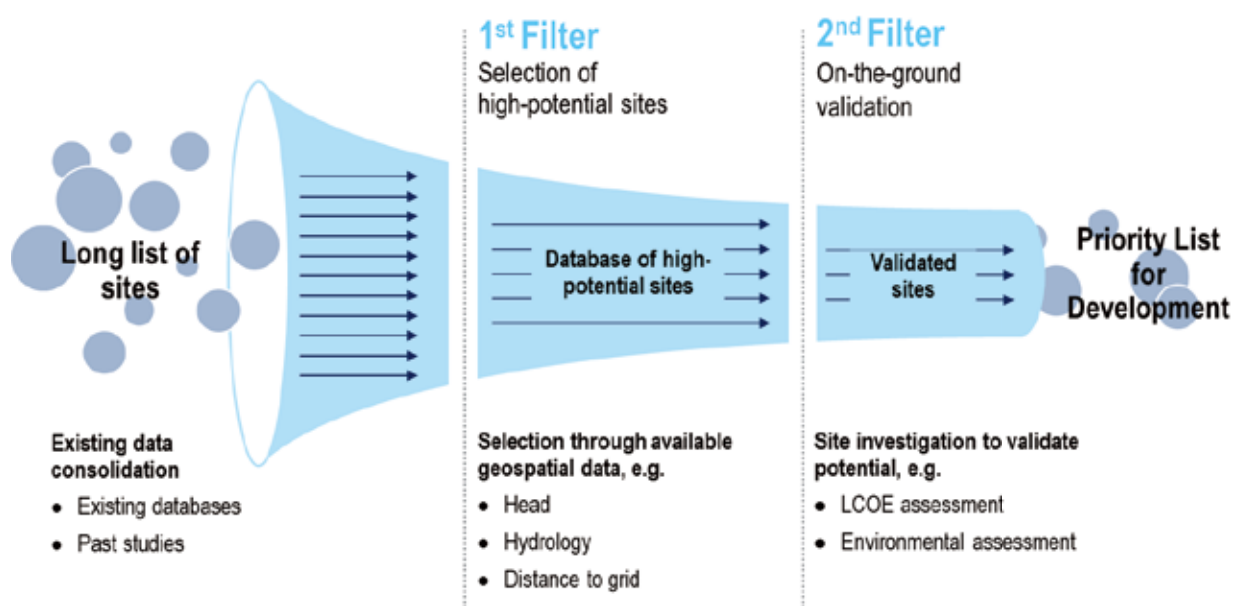 Long list of
sites
Existing data
consolidation
• Existing databases
• Past studies
1st Filter
Selection of
high-potential sites
Database of high-
potential sites
Selection through available
geospatial data, e.g.
• Head
• Hydrology
• Distance to grid
2nd Filter
On-the-ground
validation
Validated
sites
Site investigation to validate
potential, e.g.
• LCOE assessment
• Environmental assessment
Priority List
for
Development